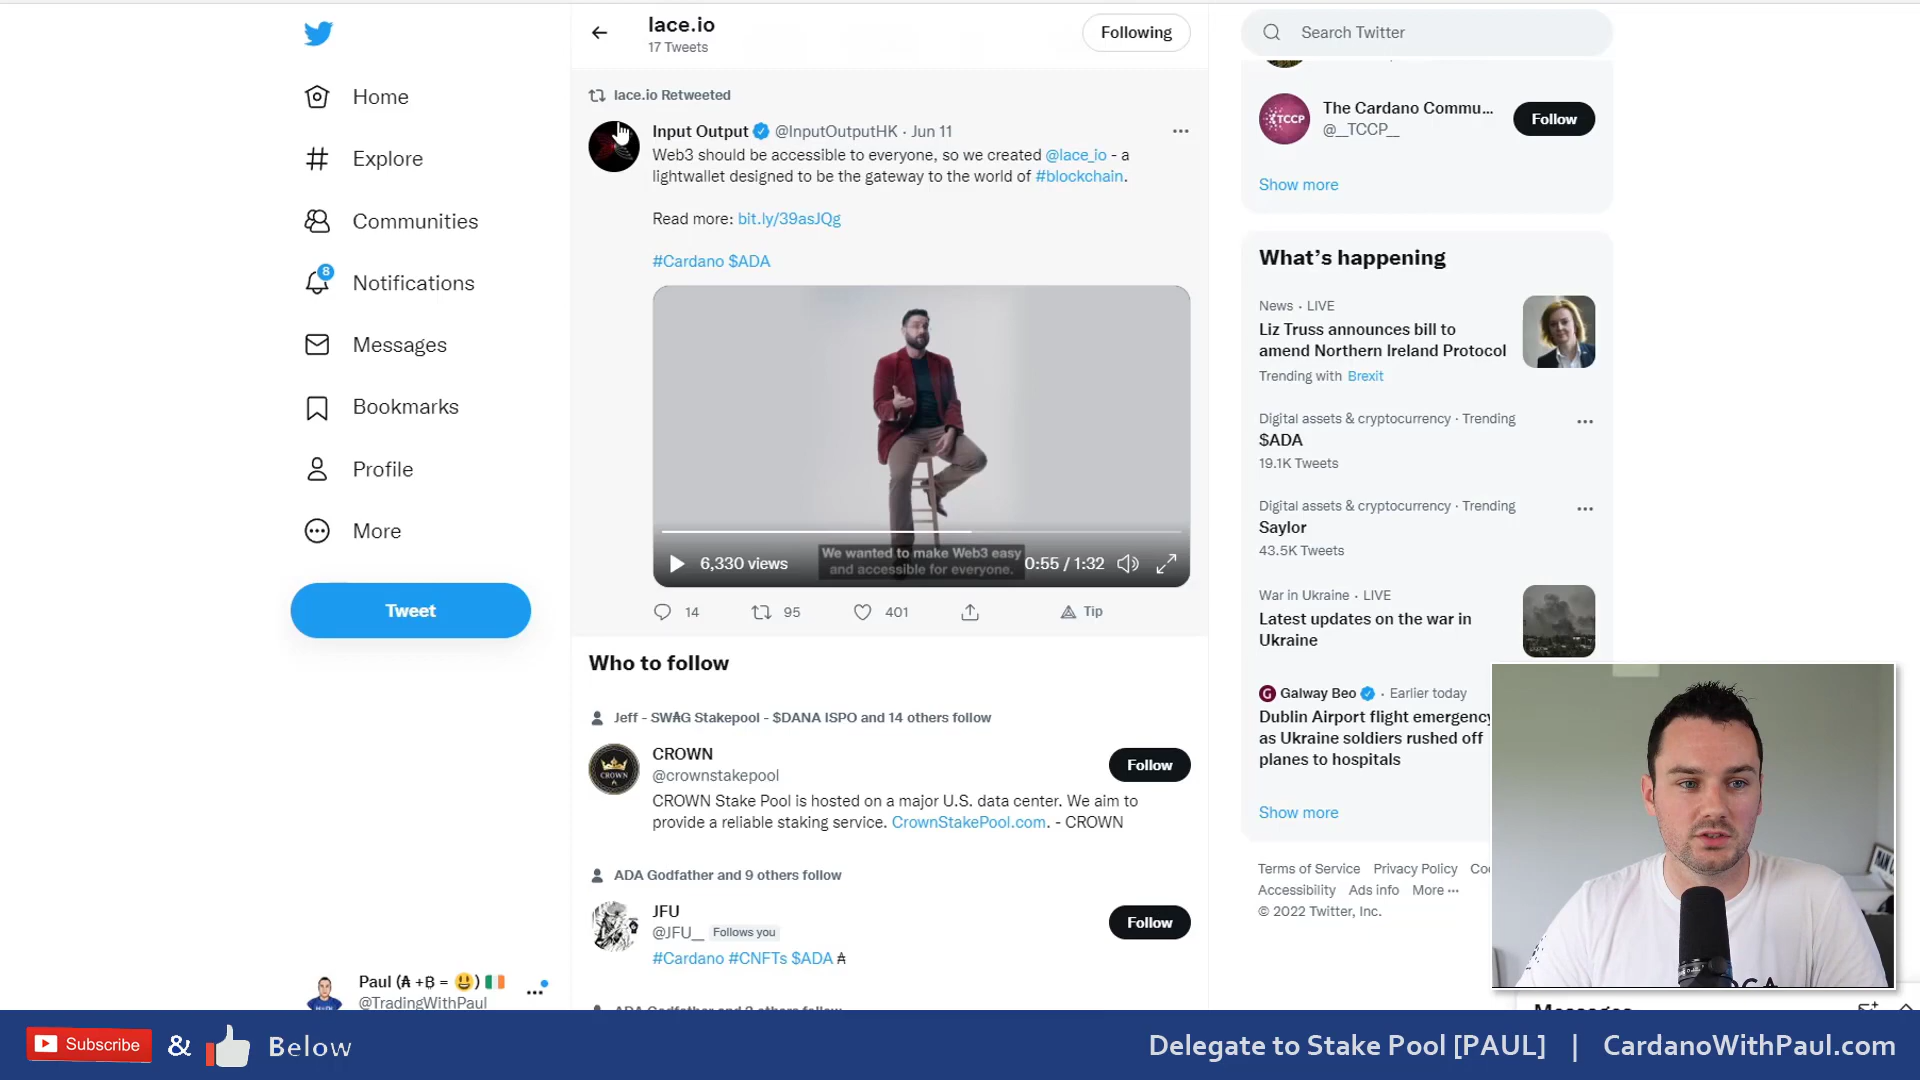 lace.io
17 Tweets
Following
Search Twitter
Home
Explore
Communities
8
Notifications
Messages
Bookmarks
Profile
More
Tweet
Paul (₳ +₿ = 😃) 🇮🇪
@TradingWithPaul
lace.io Retweeted
Input Output @InputOutputHK · Jun 11
Web3 should be accessible to everyone, so we created @lace_io - a
lightwallet designed to be the gateway to the world of #blockchain.
Read more: bit.ly/39asJQg
#Cardano $ADA
6,330 views
We wanted to make Web3 easy
and accessible for everyone.
0:55 / 1:32
14
95
401
Tip
Who to follow
Jeff - SW₳G Stakepool - $DANA ISPO and 14 others follow
CROWN
CROWN
@crownstakepool
Follow
CROWN Stake Pool is hosted on a major U.S. data center. We aim to
provide a reliable staking service. CrownStakePool.com. - CROWN
ADA Godfather and 9 others follow
JFU
@JFU__ Follows you
Follow
#Cardano #CNFTs $ADA ₳
TCCP
The Cardano Commu...
@__TCCP__
Follow
Show more
What's happening
News · LIVE
Liz Truss announces bill to
amend Northern Ireland Protocol
Trending with Brexit
Digital assets & cryptocurrency · Trending
$ADA
19.1K Tweets
Digital assets & cryptocurrency · Trending
Saylor
43.5K Tweets
War in Ukraine · LIVE
Latest updates on the war in
Ukraine
Galway Beo · Earlier today
Dublin Airport flight emergency
as Ukraine soldiers rushed off
planes to hospitals
Show more
Terms of Service Privacy Policy
Accessibility Ads info More ···
© 2022 Twitter, Inc.
Subscribe & Below
Delegate to Stake Pool [PAUL] | CardanoWithPaul.com